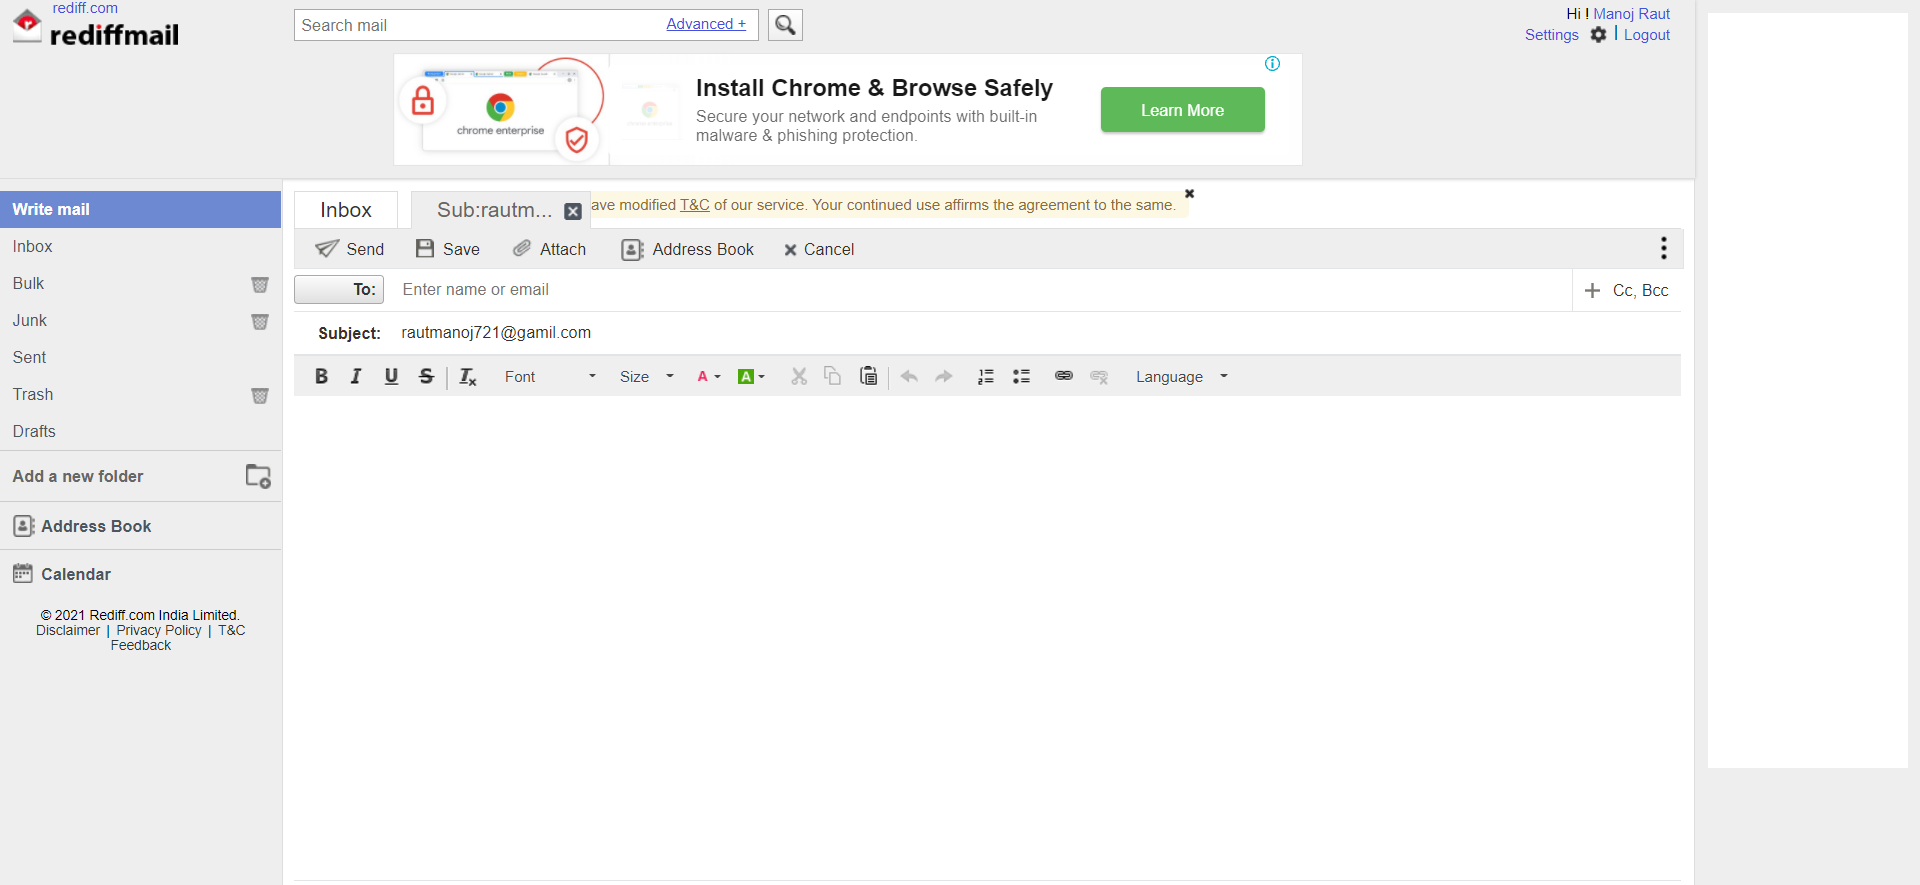 rediff.com
rediffmail
Search mail
Advanced +
Hi ! Manoj Raut
Settings
Logout
chrome enterprise
Install Chrome & Browse Safely
Secure your network and endpoints with built-in
malware & phishing protection.
Learn More
Write mail
Inbox
Bulk
Junk
Sent
Trash
Drafts
Add a new folder
Address Book
Calendar
© 2021 Rediff.com India Limited.
Disclaimer | Privacy Policy | T&C
Feedback
Inbox
Sub:rautm...
ave modified T&C of our service. Your continued use affirms the agreement to the same.
Send
Save
Attach
Address Book
Cancel
To:
Enter name or email
Cc, Bcc
Subject:
rautmanoj721@gamil.com
Font
Size
Language